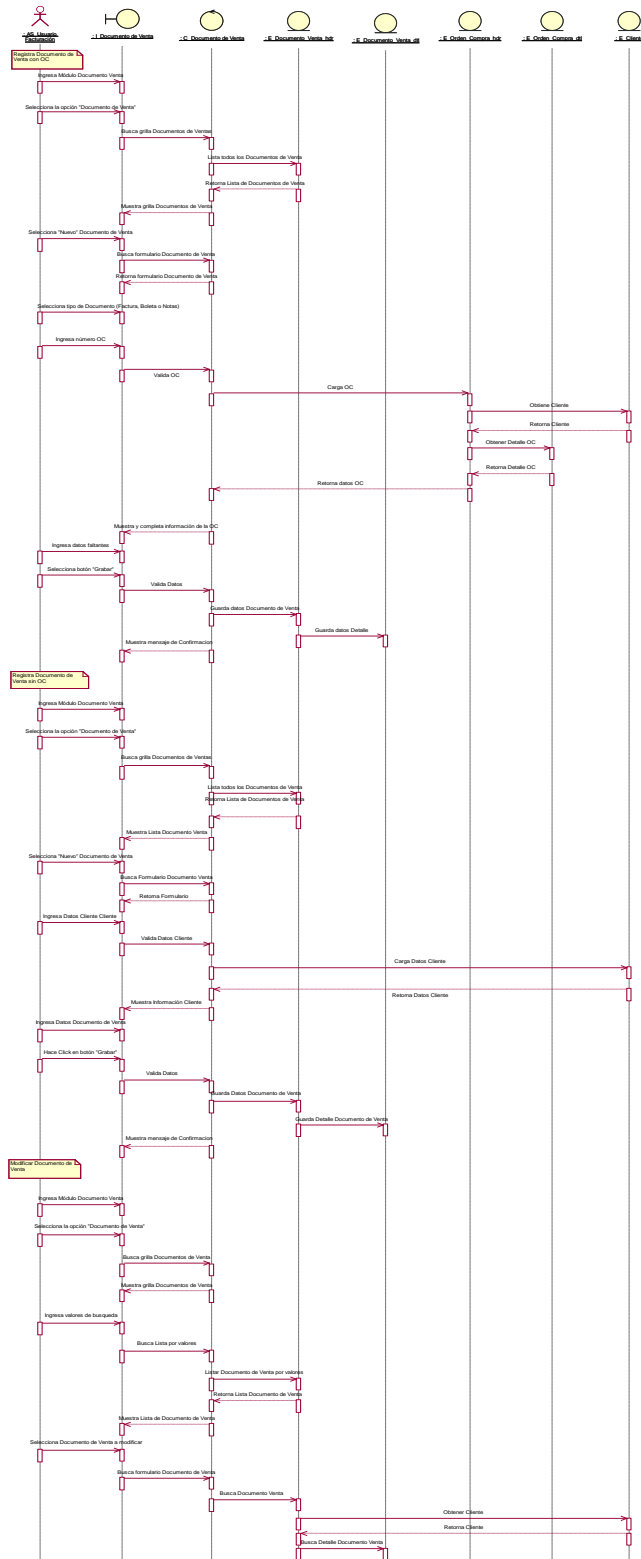 : AS_Usuario
Facturación
: I_Documento de Venta
: C_Documento de Venta
: E_Documento_Venta_hdr
: E_Documento_Venta_dtl
: E_Orden_Compra_hdr
: E_Orden_Compra_dtl
: E_Cliente
Registra Documento de
Venta con OC
Ingresa Módulo Documento Venta
Selecciona la opción "Documento de Venta"
Busca grilla Documentos de Ventas
Lista todos los Documentos de Venta
Retorna Lista de Documentos de Venta
Muestra grilla Documentos de Venta
Selecciona "Nuevo" Documento de Venta
Busca formulario Documento de Venta
Retorna formulario Documento de Venta
Selecciona tipo de Documento (Factura, Boleta o Notas)
Ingresa número OC
Valida OC
Carga OC
Obtiene Cliente
Retorna Cliente
Obtener Detalle OC
Retorna Detalle OC
Retorna datos OC
Muestra y completa información de la OC
Ingresa datos faltantes
Selecciona botón "Grabar"
Valida Datos
Guarda datos Documento de Venta
Guarda datos Detalle
Muestra mensaje de Confirmacion
Registra Documento de
Venta sin OC
Ingresa Módulo Documento Venta
Selecciona la opción "Documento de Venta"
Busca grilla Documentos de Ventas
Lista todos los Documentos de Venta
Retorna Lista de Documentos de Venta
Muestra Lista Documento Venta
Selecciona "Nuevo" Documento de Venta
Busca Formulario Documento Venta
Retorna Formulario
Ingresa Datos Cliente Cliente
Valida Datos Cliente
Carga Datos Cliente
Retorna Datos Cliente
Muestra Información Cliente
Ingresa Datos Documento de Venta
Hace Click en botón "Grabar"
Valida Datos
Guarda Datos Documento de Venta
Guarda Detalle Documento de Venta
Muestra mensaje de Confirmacion
Modificar Documento de
Venta
Ingresa Módulo Documento Venta
Selecciona la opción "Documento de Venta"
Busca grilla Documentos de Venta
Muestra grilla Documentos de Venta
Ingresa valores de busqueda
Busca Lista por valores
Listar Documento de Venta por valores
Retorna Lista Documento de Venta
Muestra Lista de Documento de Venta
Selecciona Documento de Venta a modificar
Busca formulario Documento de Venta
Busca Documento Venta
Obtener Cliente
Retorna Cliente
Busca Detalle Documento Venta